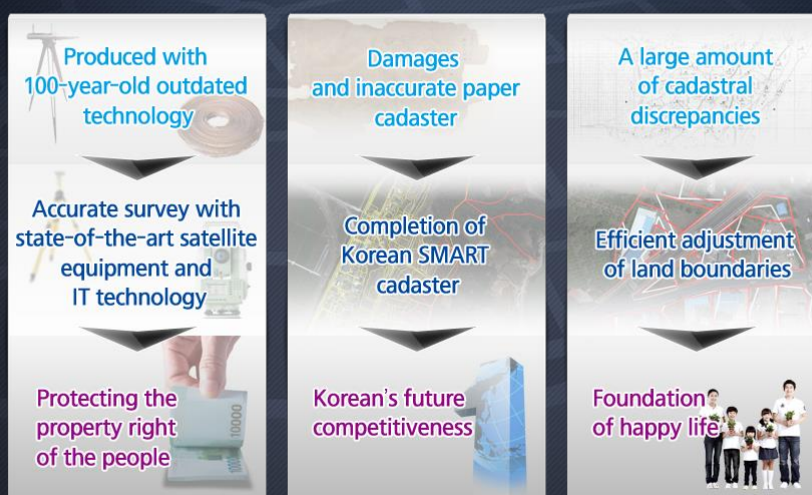 Produced with
100-year-old outdated
technology
Accurate survey with
state-of-the-art satellite
equipment and
IT technology
Protecting the
property right
of the people
10000
Damages
and inaccurate paper
cadaster
Completion of
Korean SMART
cadaster
Korean's future
competitiveness
A large amount
of cadastral
discrepancies
Efficient adjustment
of land boundaries
Foundation
of happy life